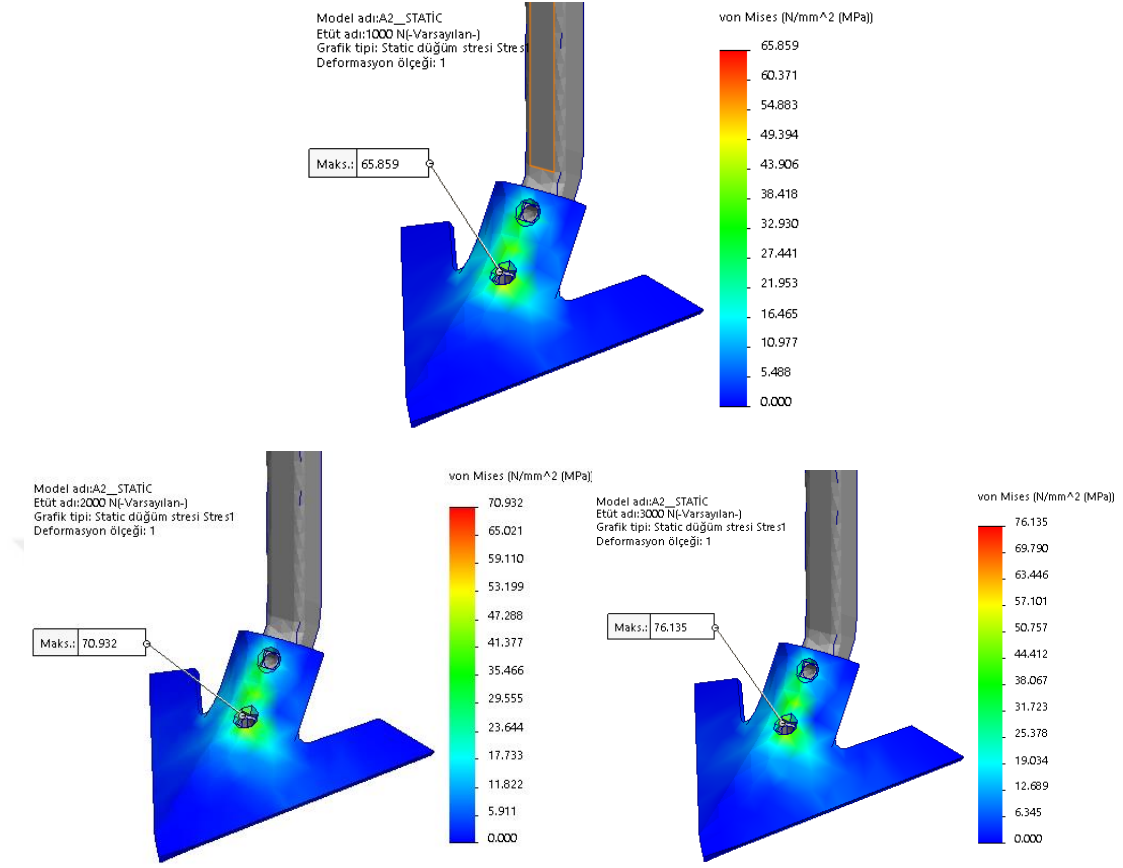 Model adı:A2__STATİC
Etüt adı:1000 N(-Varsayılan-)
Grafik tipi: Static düğüm stresi Stres1
Deformasyon ölçeği: 1
von Mises (N/mm^2 (MPa))
65.859
60.371
54.883
49.394
43.906
38.418
32.930
27.441
21.953
16.465
10.977
5.488
0.000
Maks.: 65.859
Model adı:A2__STATİC
Etüt adı:2000 N(-Varsayılan-)
Grafik tipi: Static düğüm stresi Stres1
Deformasyon ölçeği: 1
von Mises (N/mm^2 (MPa))
70.932
65.021
59.110
53.199
47.288
41.377
35.466
29.555
23.644
17.733
11.822
5.911
0.000
Maks.: 70.932
Model adı:A2__STATİC
Etüt adı:3000 N(-Varsayılan-)
Grafik tipi: Static düğüm stresi Stres1
Deformasyon ölçeği: 1
von Mises (N/mm^2 (MPa))
76.135
69.790
63.446
57.101
50.757
44.412
38.067
31.723
25.378
19.034
12.689
6.345
0.000
Maks.: 76.135